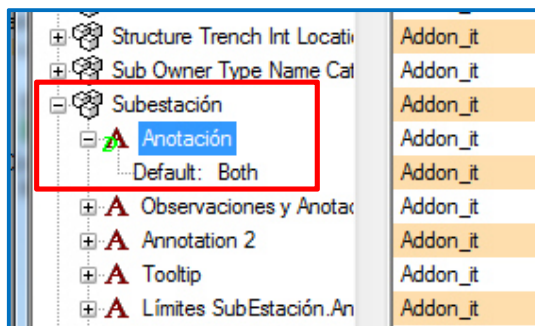 Structure Trench Int Locati Addon_it
Sub Owner Type Name Cat Addon_it
Subestación Addon_it
Anotación Addon_it
Default: Both Addon_it
Observaciones y Anotac Addon_it
Annotation 2 Addon_it
Tooltip Addon_it
Límites SubEstación.An Addon_it